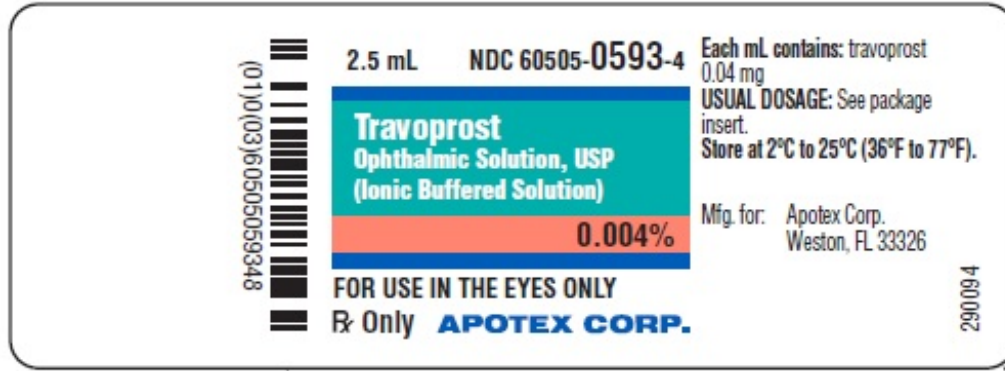 (01)0(03)60505059348
2.5 mL NDC 60505-0593-4
Travoprost
Ophthalmic Solution, USP
(Ionic Buffered Solution)
0.004%
FOR USE IN THE EYES ONLY
℞ Only APOTEX CORP.
Each mL contains: travoprost
0.04 mg
USUAL DOSAGE: See package
insert.
Store at 2°C to 25°C (36°F to 77°F).
Mfg. for: Apotex Corp.
Weston, FL 33326
290094